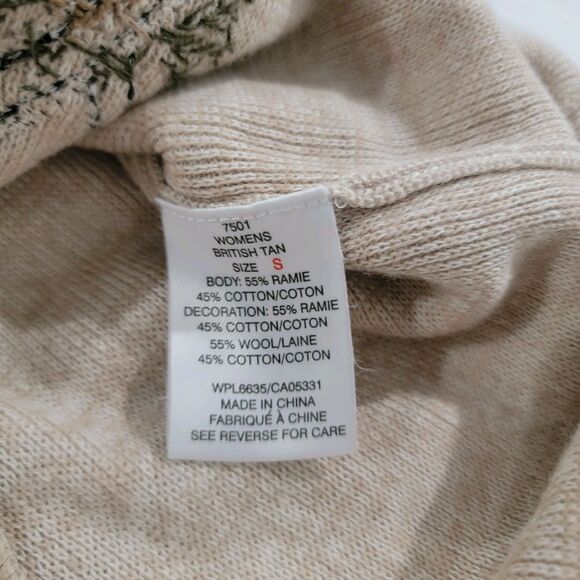 7501
WOMENS
BRITISH TAN
SIZE S
BODY: 55% RAMIE
45% COTTON/COTON
DECORATION: 55% RAMIE
45% COTTON/COTON
55% WOOL/LAINE
45% COTTON/COTON
WPL6635/CA05331
MADE IN CHINA
FABRIQUÉ À CHINE
SEE REVERSE FOR CARE